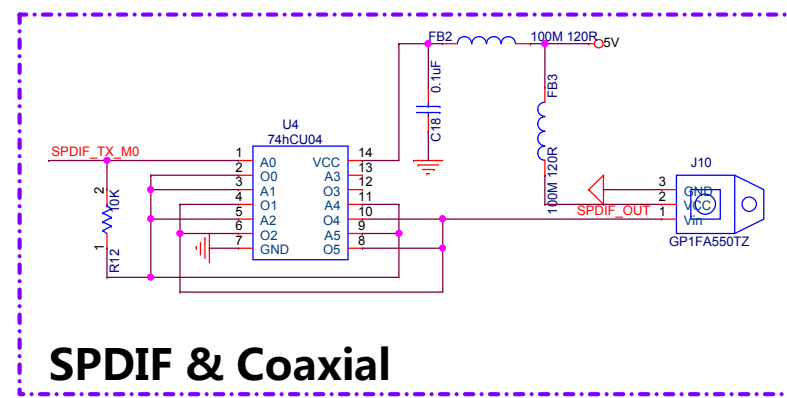 FB2
100M 120R
5V
0.1uF
C18
FB3
100M 120R
U4
74hCU04
SPDIF_TX_M0
1 A0 VCC 14
2 O0 A3 13
3 A1 O3 12
4 O1 A4 11
5 A2 O4 10
6 O2 A5 9
7 GND O5 8
2
10K
1
R12
J10
3 GND
2 VCC
1 Vin
SPDIF_OUT
GP1FA550TZ
SPDIF & Coaxial